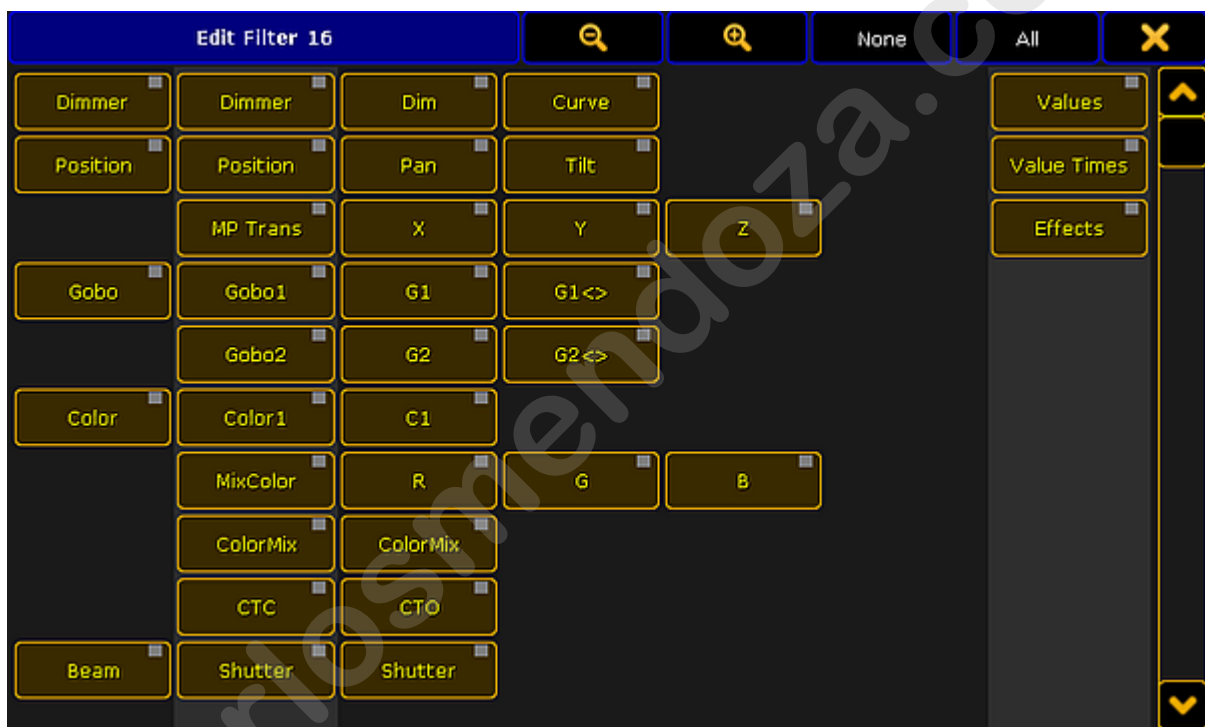 Edit Filter 16 None All
Dimmer Dimmer Dim Curve Values
Position Position Pan Tilt Value Times
MP Trans X Y Z Effects
Gobo Gobo1 G1 G1<>
Gobo2 G2 G2<>
Color Color1 C1
MixColor R G B
ColorMix ColorMix
CTC CTO
Beam Shutter Shutter
rlosmendoza.c